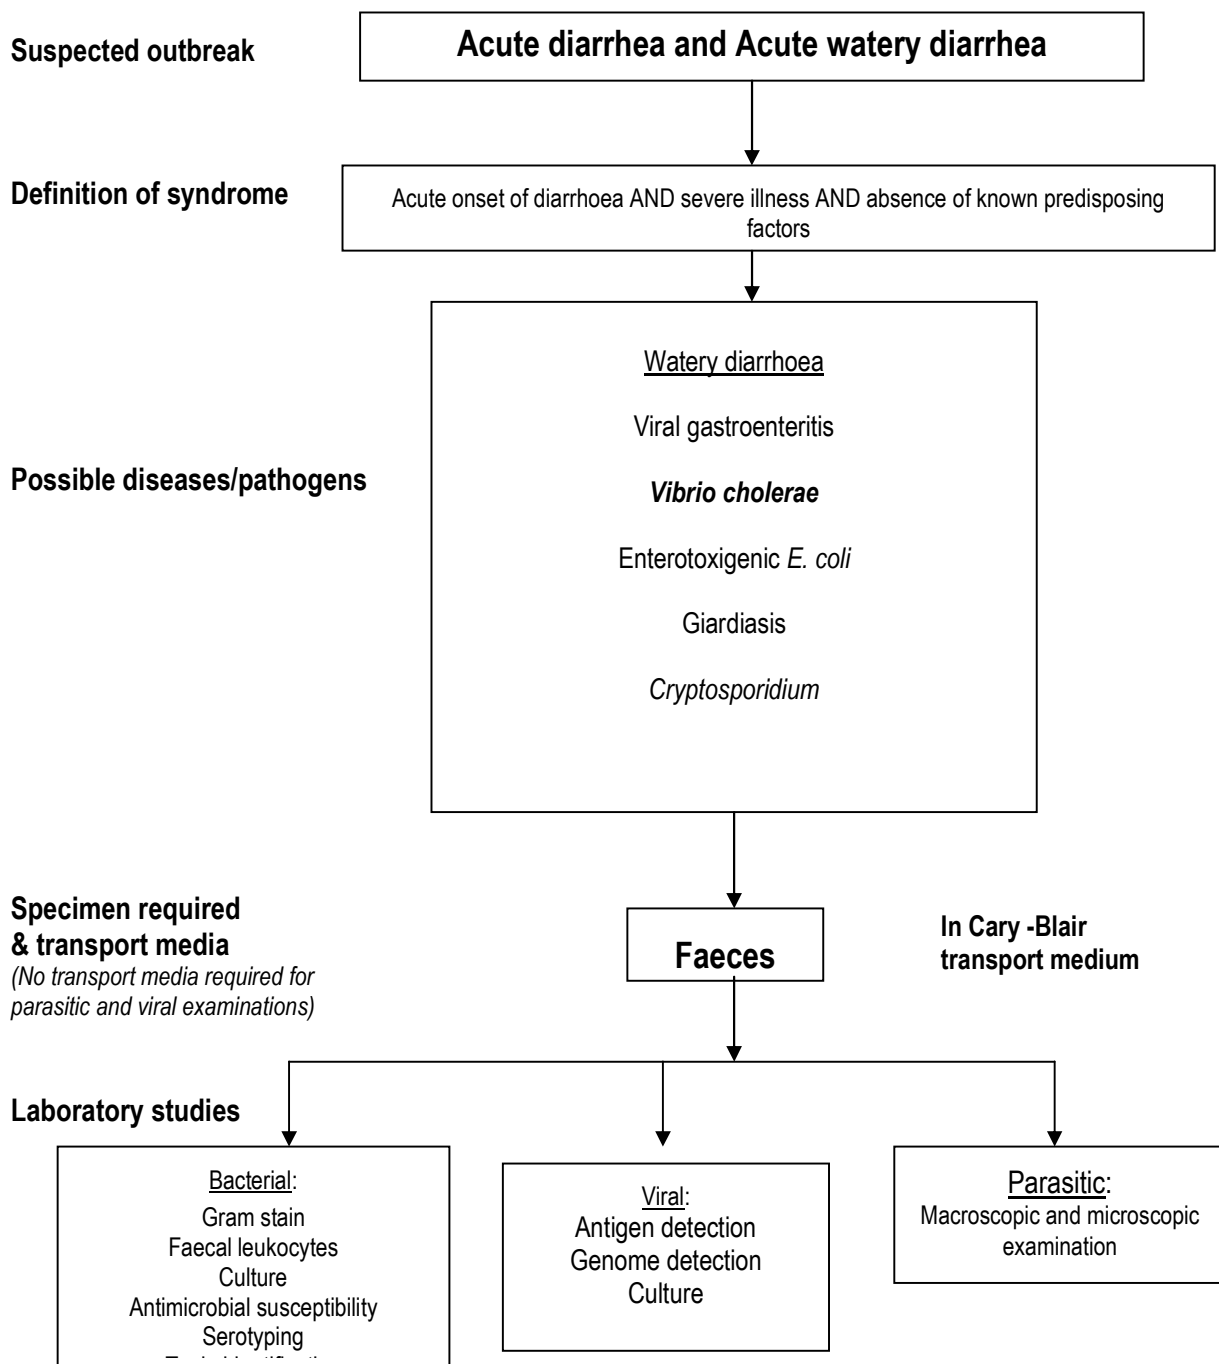 Suspected outbreak
Acute diarrhea and Acute watery diarrhea
Definition of syndrome
Acute onset of diarrhoea AND severe illness AND absence of known predisposing
factors
Possible diseases/pathogens
Watery diarrhoea
Viral gastroenteritis
Vibrio cholerae
Enterotoxigenic E. coli
Giardiasis
Cryptosporidium
Specimen required
& transport media
(No transport media required for
parasitic and viral examinations)
Faeces
In Cary -Blair
transport medium
Laboratory studies
Bacterial:
Gram stain
Faecal leukocytes
Culture
Antimicrobial susceptibility
Serotyping
Viral:
Antigen detection
Genome detection
Culture
Parasitic:
Macroscopic and microscopic
examination